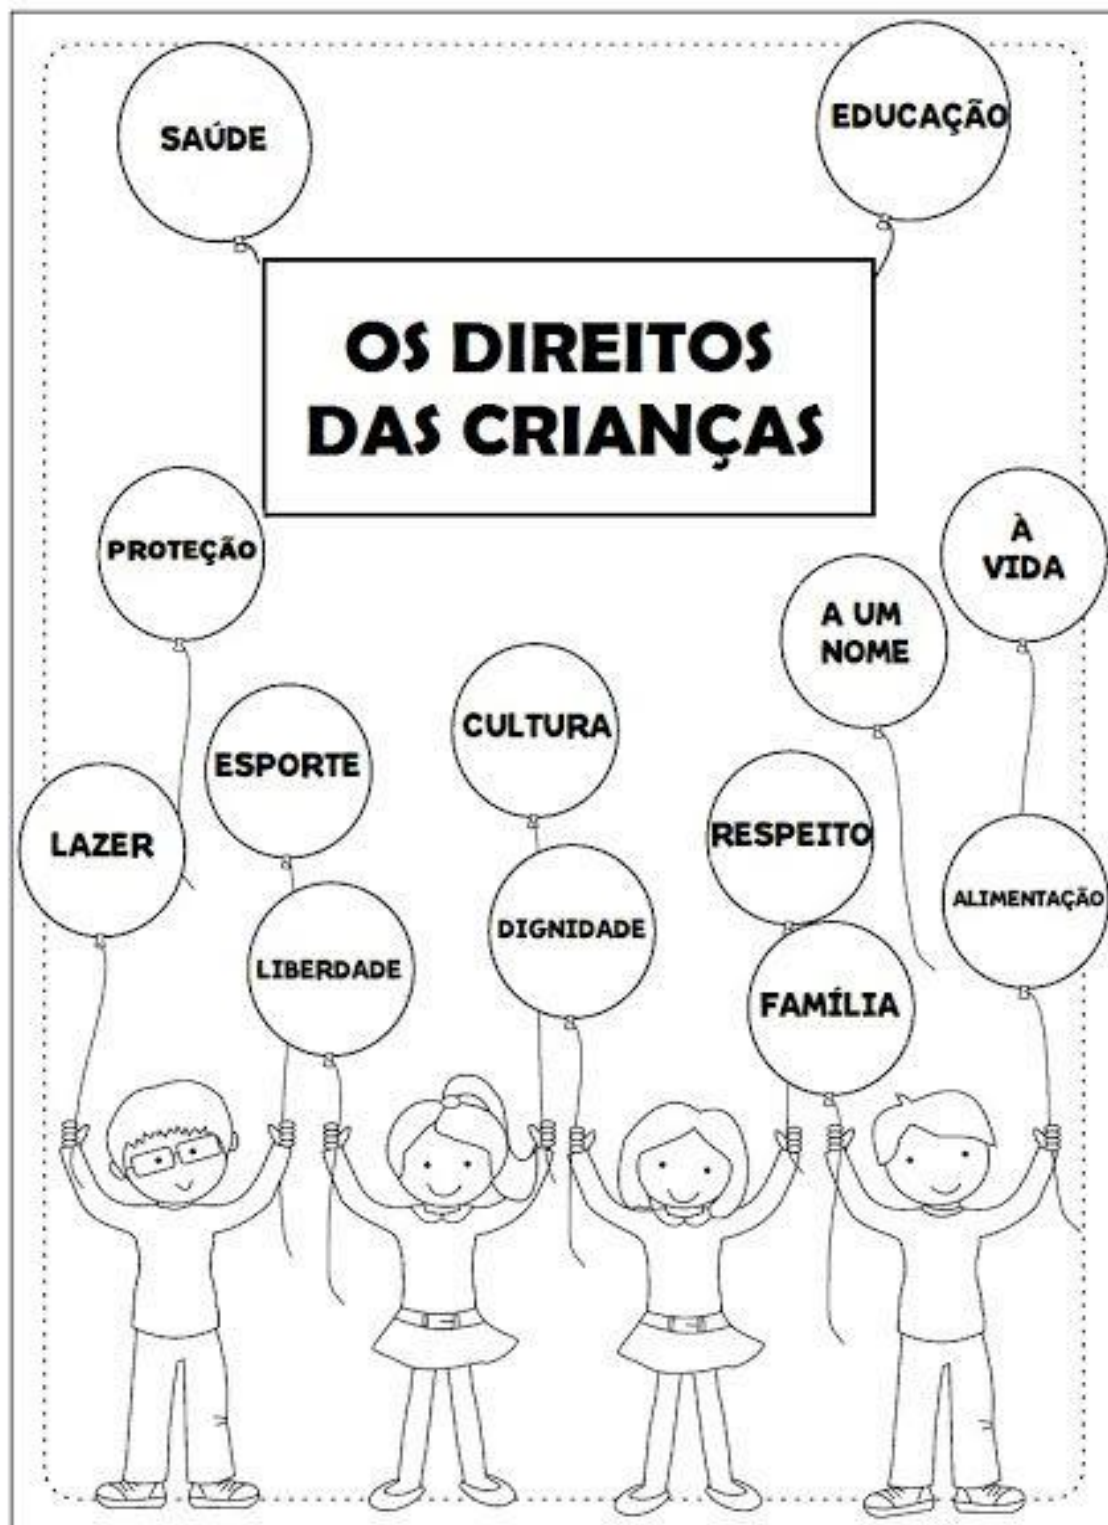 SAÚDE
EDUCAÇÃO
OS DIREITOS
DAS CRIANÇAS
PROTEÇÃO
À
VIDA
A UM
NOME
CULTURA
ESPORTE
RESPEITO
LAZER
ALIMENTAÇÃO
DIGNIDADE
LIBERDADE
FAMÍLIA